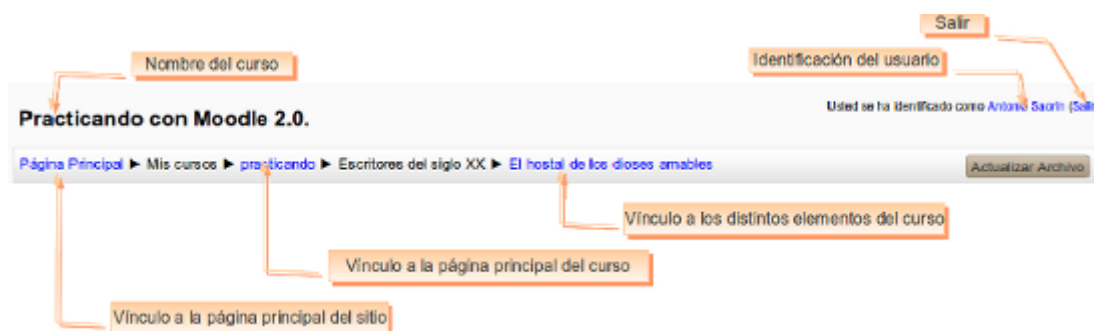 Salir
Nombre del curso
Identificación del usuario
Usted se ha identificado como Antonio Saorín (Salir
Practicando con Moodle 2.0.
Página Principal ► Mis cursos ► practicando ► Escritores del siglo XX ► El hostal de los dioses amables
Actualizar Archivo
Vínculo a los distintos elementos del curso
Vínculo a la página principal del curso
Vínculo a la página principal del sitio